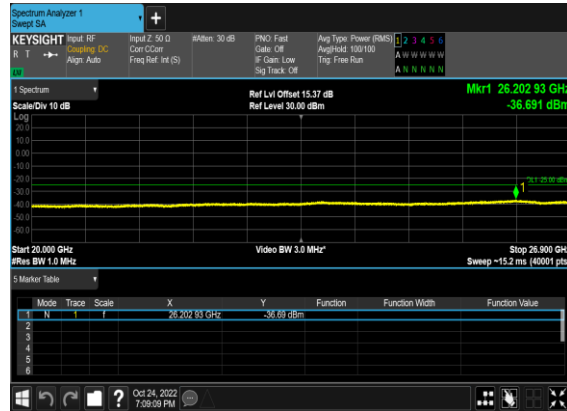 Spectrum Analyzer 1
Swept SA
+
KEYSIGHT Input: RF Input Z: 50 Ω #Atten: 30 dB PNO: Fast Avg Type: Power (RMS) 1 2 3 4 5 6
R T Coupling: DC Corr CCorr Gate: Off Avg|Hold: 100/100 A W W W W W
Align: Auto Freq Ref: Int (S) IF Gain: Low Trig: Free Run
Sig Track: Off A N N N N N
1 Spectrum Ref Lvl Offset 15.37 dB Mkr1 26.202 93 GHz
Scale/Div 10 dB Ref Level 30.00 dBm -36.691 dBm
Log
20.0
10.0
0.00
-10.0
-20.0
-25.00 dBm
-30.0
1
-40.0
-50.0
-60.0
Start 20.000 GHz Video BW 3.0 MHz* Stop 26.900 GHz
#Res BW 1.0 MHz Sweep ~15.2 ms (40001 pts
5 Marker Table
Mode Trace Scale X Y Function Function Width Function Value
1 N 1 f 26.202 93 GHz -36.69 dBm
2
3
4
5
6
? Oct 24, 2022
7:09:09 PM